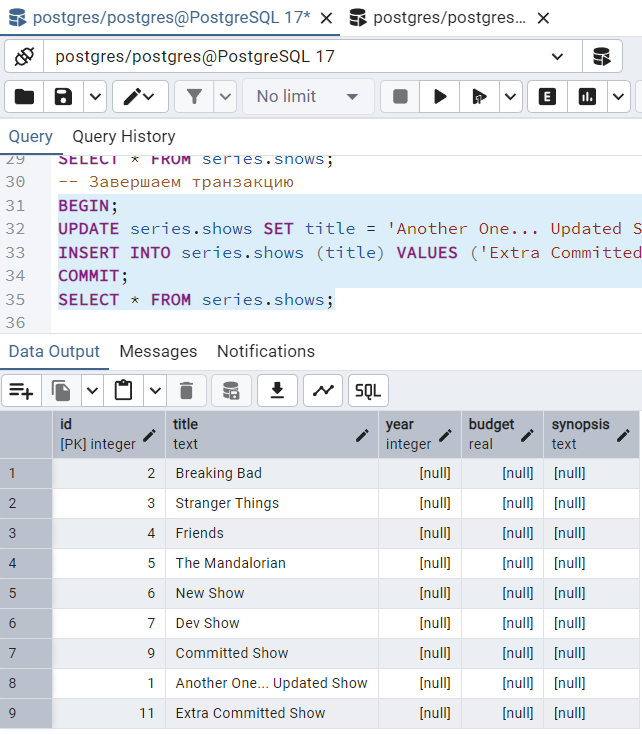 postgres/postgres@PostgreSQL 17* postgres/postgres...
postgres/postgres@PostgreSQL 17
No limit
E
Query Query History
29 SELECT * FROM series.shows;
30 -- Завершаем транзакцию
31 BEGIN;
32 UPDATE series.shows SET title = 'Another One... Updated S
33 INSERT INTO series.shows (title) VALUES ('Extra Committed
34 COMMIT;
35 SELECT * FROM series.shows;
36
Data Output Messages Notifications
SQL
id title year budget synopsis
[PK] integer text integer real text
1 2 Breaking Bad [null] [null] [null]
2 3 Stranger Things [null] [null] [null]
3 4 Friends [null] [null] [null]
4 5 The Mandalorian [null] [null] [null]
5 6 New Show [null] [null] [null]
6 7 Dev Show [null] [null] [null]
7 9 Committed Show [null] [null] [null]
8 1 Another One... Updated Show [null] [null] [null]
9 11 Extra Committed Show [null] [null] [null]